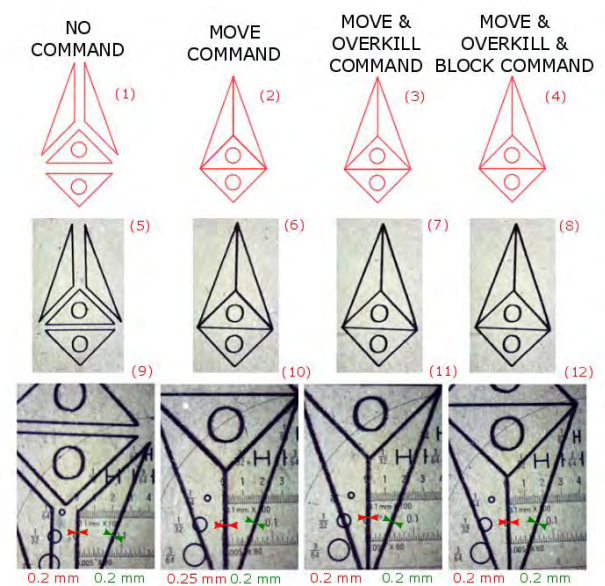 NO
COMMAND
MOVE
COMMAND
MOVE &
OVERKILL
COMMAND
MOVE &
OVERKILL &
BLOCK COMMAND
(1)
(2)
(3)
(4)
(5)
(6)
(7)
(8)
(9)
(10)
(11)
(12)
0.2 mm 0.2 mm
0.25 mm 0.2 mm
0.2 mm 0.2 mm
0.2 mm 0.2 mm